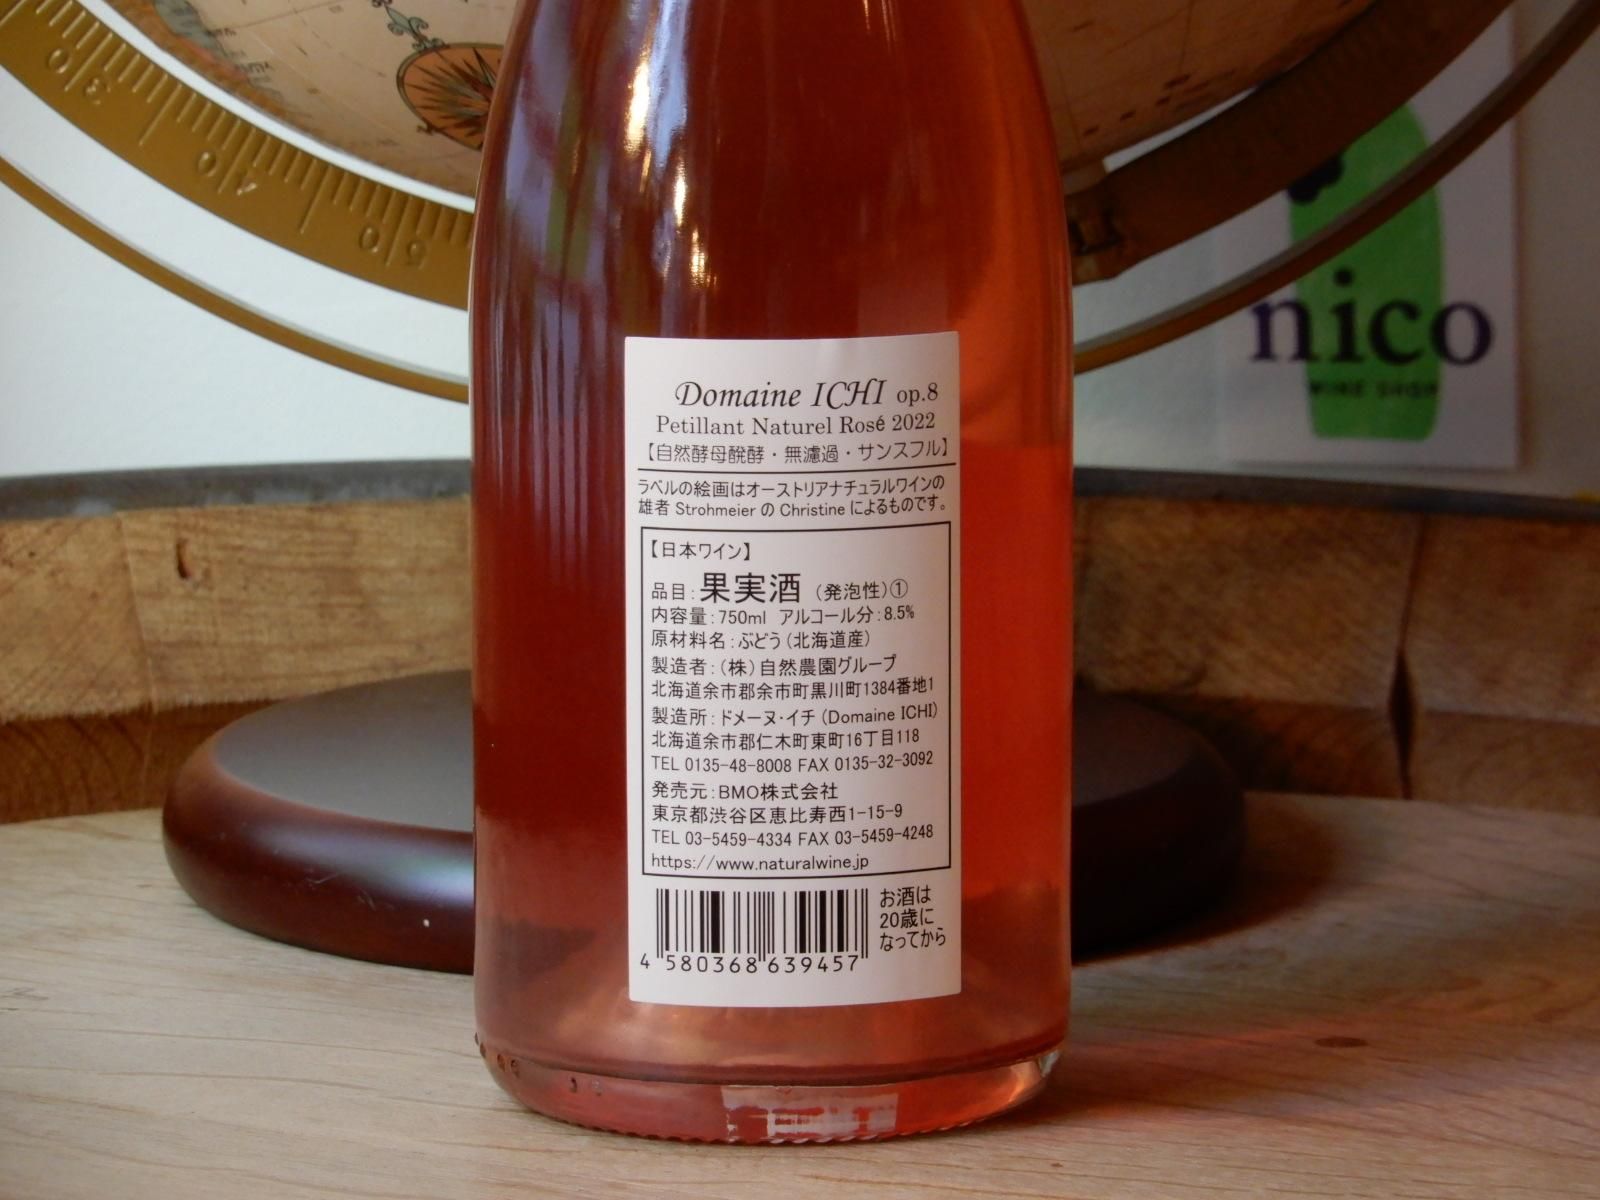 30
40
50
nico
WINE SHOP
Domaine ICHI op.8
Petillant Naturel Rosé 2022
【自然酵母醗酵・無濾過・サンスフル】
ラベルの絵画はオーストリアナチュラルワインの
雄者 Strohmeier の Christine によるものです。
【日本ワイン】
品目：果実酒（発泡性）①
内容量：750ml アルコール分：8.5%
原材料名：ぶどう（北海道産）
製造者：（株）自然農園グループ
北海道余市郡余市町黒川町1384番地1
製造所：ドメーヌ・イチ（Domaine ICHI）
北海道余市郡仁木町東町16丁目118
TEL 0135-48-8008 FAX 0135-32-3092
発売元：BMO株式会社
東京都渋谷区恵比寿西1-15-9
TEL 03-5459-4334 FAX 03-5459-4248
https://www.naturalwine.jp
お酒は
20歳に
なってから
4 580368 639457